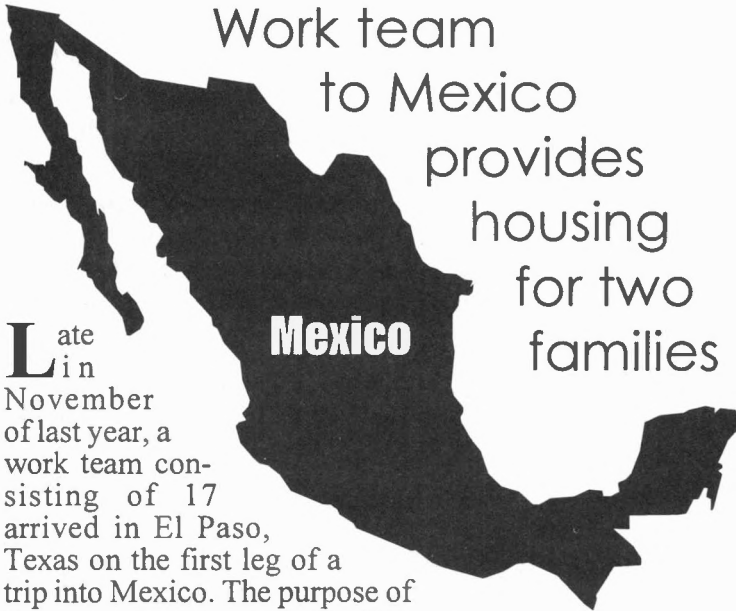 Work team
to Mexico
provides
housing
for two
families
Mexico
Late
in
November
of last year, a
work team con-
sisting of 17
arrived in El Paso,
Texas on the first leg of a
trip into Mexico. The purpose of